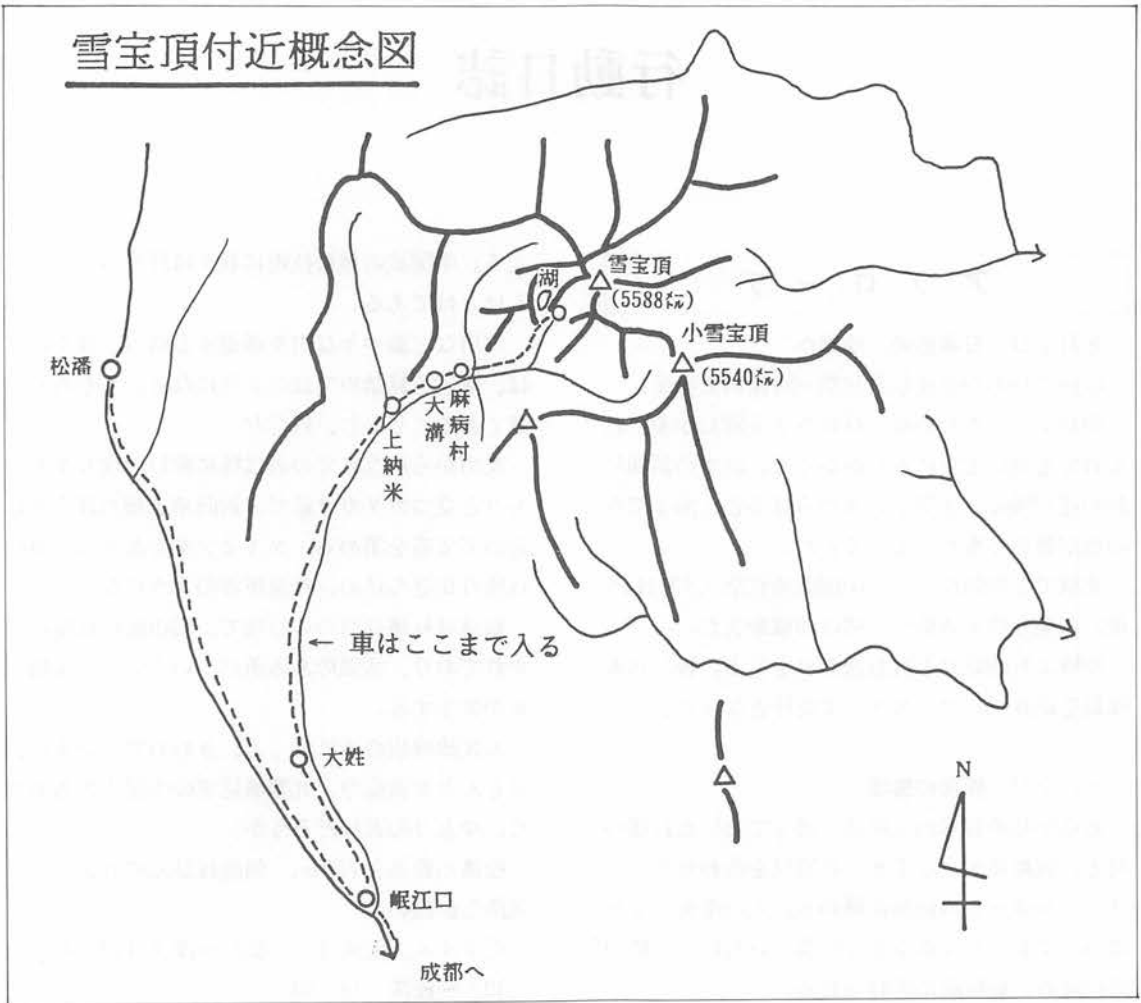 雪宝頂付近概念図
湖
雪宝頂
(5588㍍)
小雪宝頂
(5540㍍)
松潘
麻病村
大溝
上納米
← 車はここまで入る
大姓
岷江口
成都へ
N